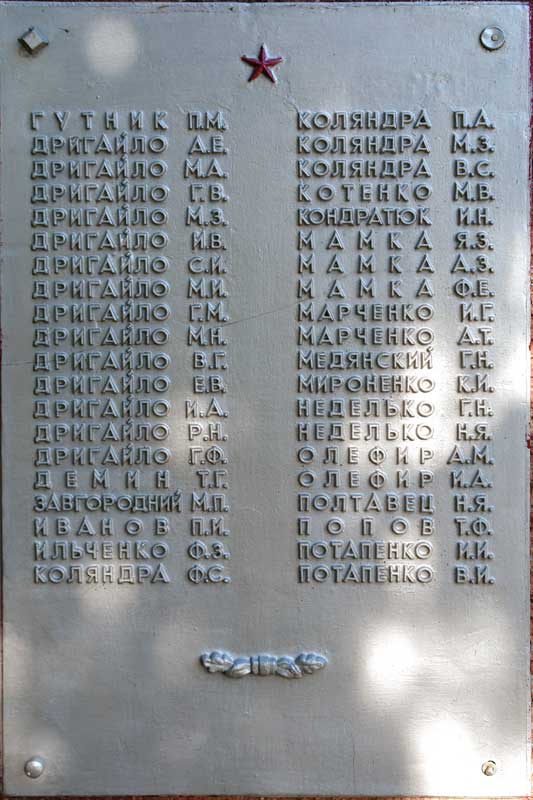 ГУТНИК П.М.
ДРИГАЙЛО А.Е.
ДРИГАЙЛО М.А.
ДРИГАЙЛО Г.В.
ДРИГАЙЛО М.З.
ДРИГАЙЛО И.В.
ДРИГАЙЛО С.И.
ДРИГАЙЛО М.И.
ДРИГАЙЛО Г.М.
ДРИГАЙЛО М.Н.
ДРИГАЙЛО В.Г.
ДРИГАЙЛО Е.В.
ДРИГАЙЛО И.А.
ДРИГАЙЛО Р.Н.
ДРИГАЙЛО Г.Ф.
ДЕМИН Т.Г.
ЗАВГОРОДНИЙ М.П.
ИВАНОВ П.И.
ИЛЬЧЕНКО Ф.З.
КОЛЯНДРА Ф.С.
КОЛЯНДРА П.А.
КОЛЯНДРА М.З.
КОЛЯНДРА В.С.
КОТЕНКО М.В.
КОНДРАТЮК И.Н.
МАМКА Я.З.
МАМКА А.З.
МАМКА Ф.Е.
МАРЧЕНКО И.Г.
МАРЧЕНКО А.Т.
МЕДЯНСКИЙ Г.Н.
МИРОНЕНКО К.И.
НЕДЕЛЬКО Г.Н.
НЕДЕЛЬКО Н.Я.
ОЛЕФИР А.М.
ОЛЕФИР И.А.
ПОЛТАВЕЦ Н.Я.
ПОПОВ Т.Ф.
ПОТАПЕНКО И.И.
ПОТАПЕНКО В.И.